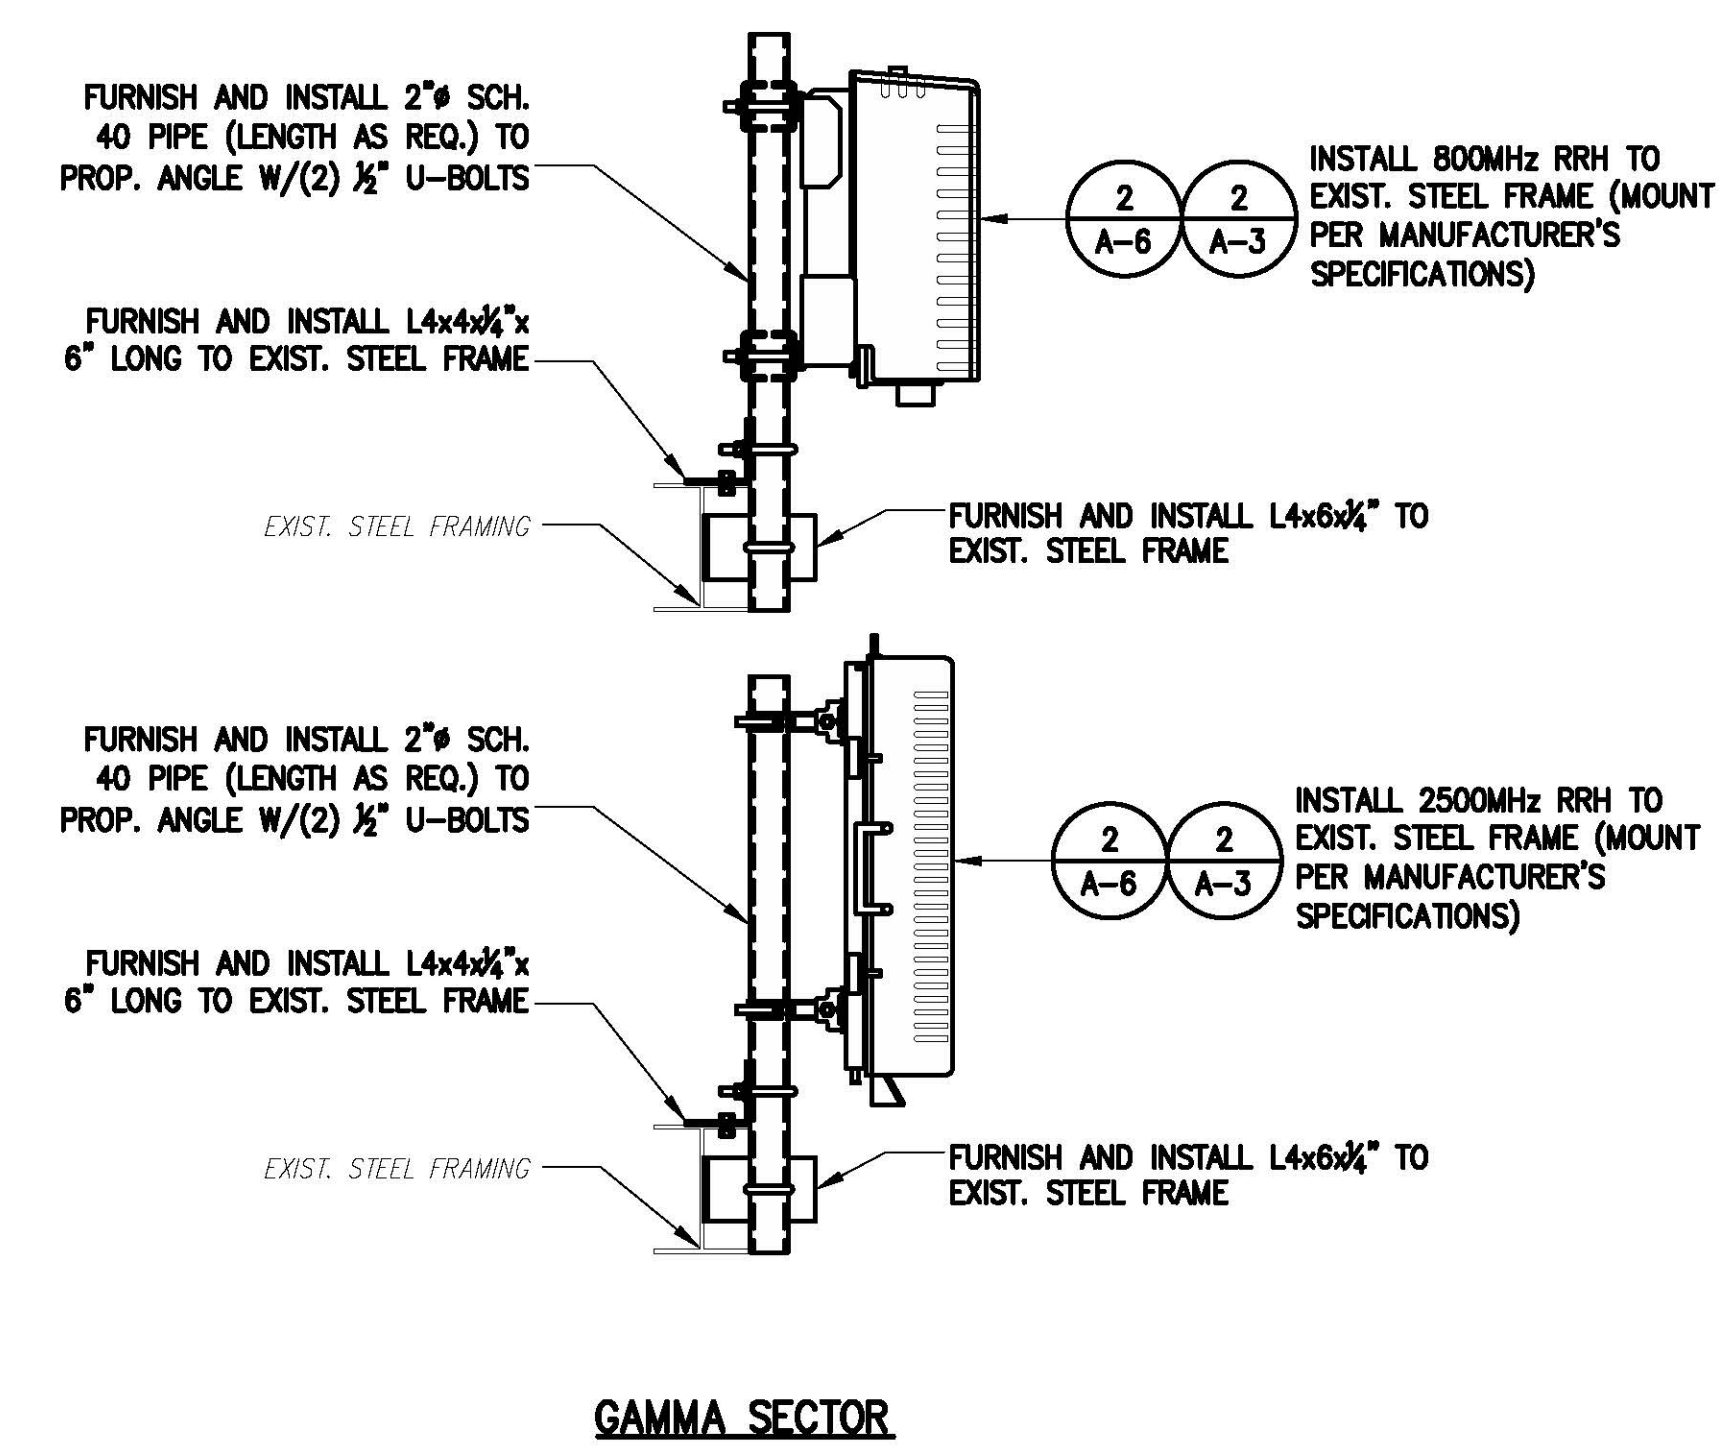 FURNISH AND INSTALL 2"ø SCH.
40 PIPE (LENGTH AS REQ.) TO
PROP. ANGLE W/(2) ½" U-BOLTS
INSTALL 800MHz RRH TO
EXIST. STEEL FRAME (MOUNT
PER MANUFACTURER'S
SPECIFICATIONS)
2
A-6
2
A-3
FURNISH AND INSTALL L4x4x¼"x
6" LONG TO EXIST. STEEL FRAME
EXIST. STEEL FRAMING
FURNISH AND INSTALL L4x6x¼" TO
EXIST. STEEL FRAME
FURNISH AND INSTALL 2"ø SCH.
40 PIPE (LENGTH AS REQ.) TO
PROP. ANGLE W/(2) ½" U-BOLTS
INSTALL 2500MHz RRH TO
EXIST. STEEL FRAME (MOUNT
PER MANUFACTURER'S
SPECIFICATIONS)
2
A-6
2
A-3
FURNISH AND INSTALL L4x4x¼"x
6" LONG TO EXIST. STEEL FRAME
EXIST. STEEL FRAMING
FURNISH AND INSTALL L4x6x¼" TO
EXIST. STEEL FRAME
GAMMA SECTOR